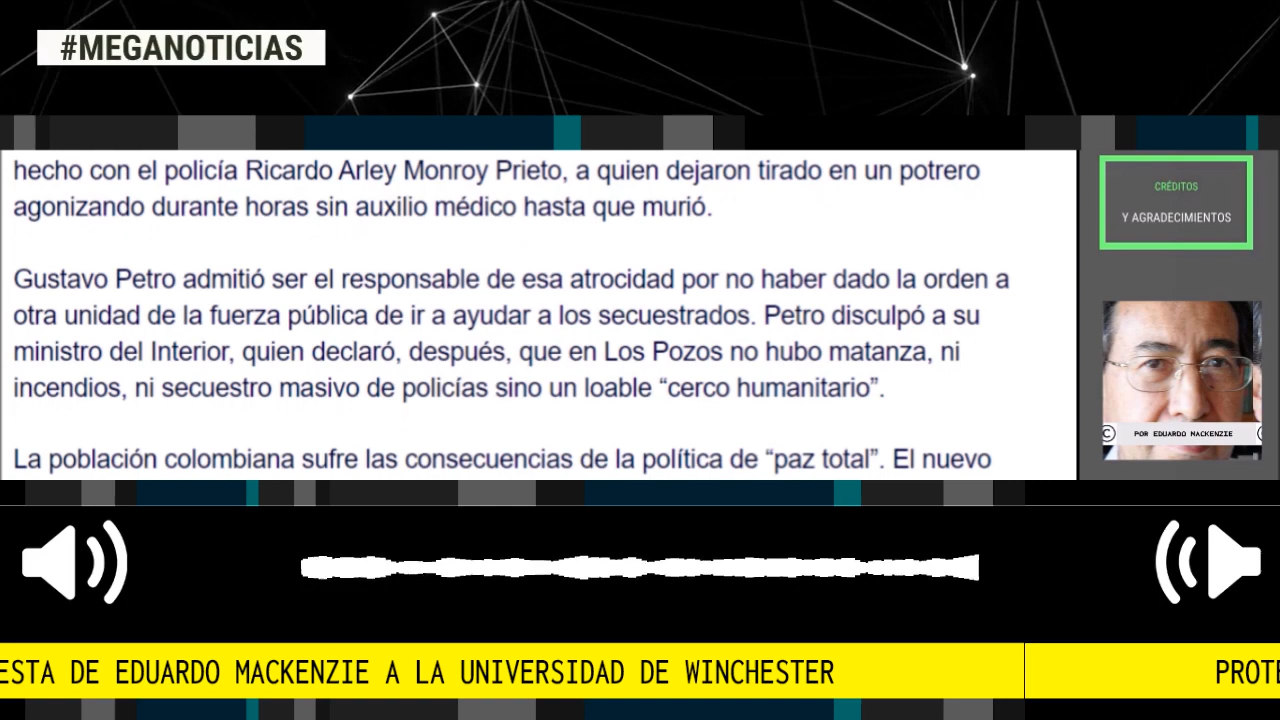 #MEGANOTICIAS
hecho con el policía Ricardo Arley Monroy Prieto, a quien dejaron tirado en un potrero
agonizando durante horas sin auxilio médico hasta que murió.
Gustavo Petro admitió ser el responsable de esa atrocidad por no haber dado la orden a
otra unidad de la fuerza pública de ir a ayudar a los secuestrados. Petro disculpó a su
ministro del Interior, quien declaró, después, que en Los Pozos no hubo matanza, ni
incendios, ni secuestro masivo de policías sino un loable “cerco humanitario”.
La población colombiana sufre las consecuencias de la política de “paz total”. El nuevo
CRÉDITOS
Y AGRADECIMIENTOS
© POR EDUARDO MACKENZIE
ESTA DE EDUARDO MACKENZIE A LA UNIVERSIDAD DE WINCHESTER
PROTE